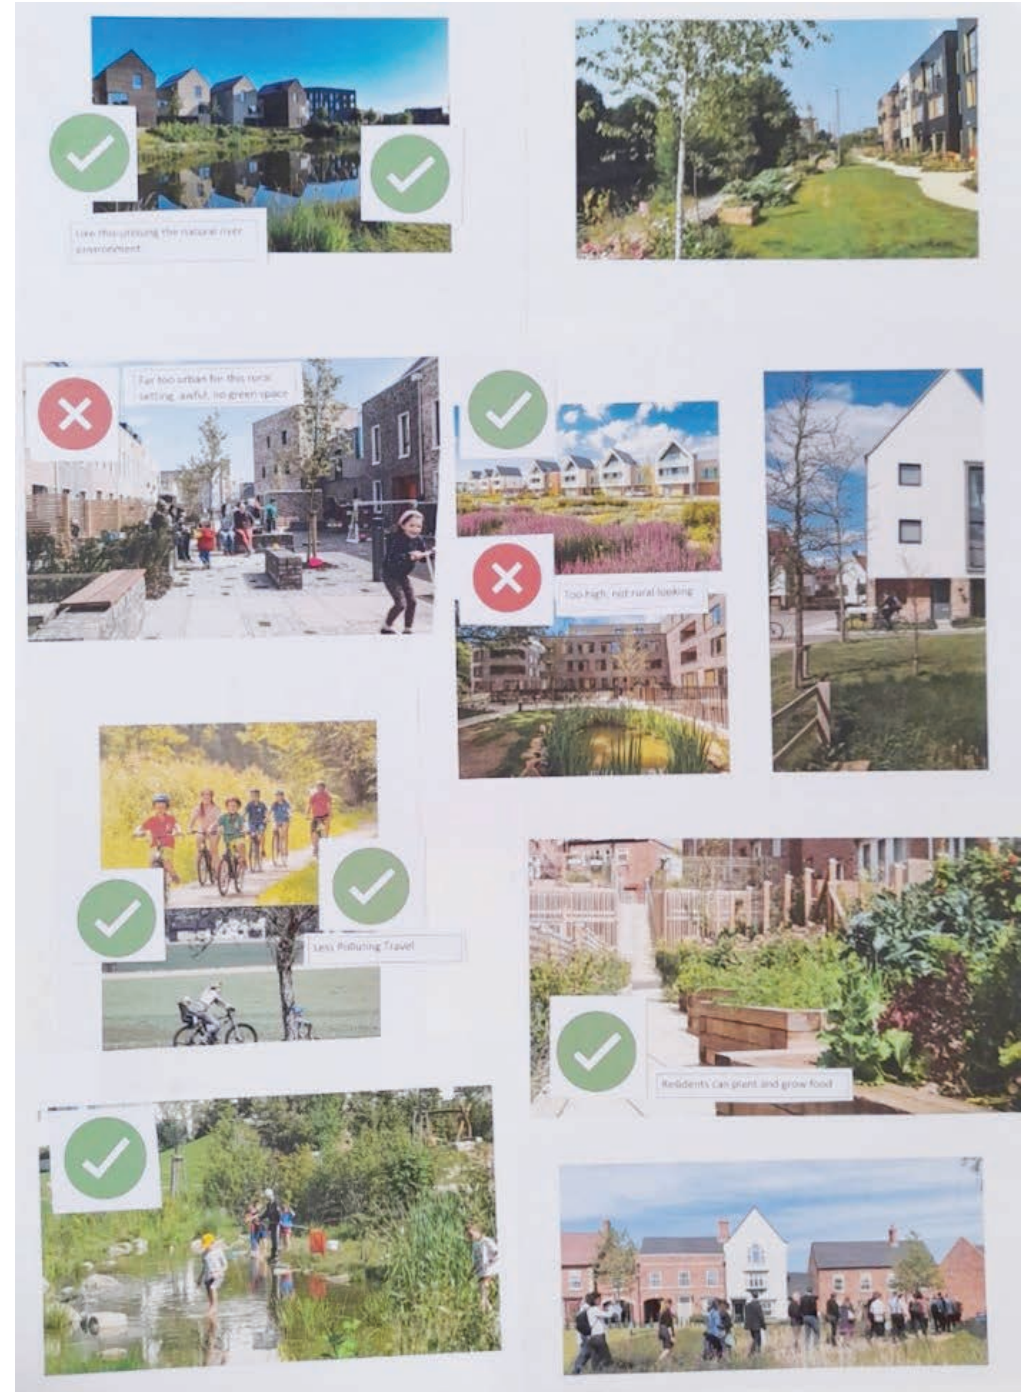 Like this utilising the natural river
environment
Far too urban for this rural
setting, awful, no green space
Too high, not rural looking
Less Polluting Travel
Residents can plant and grow food